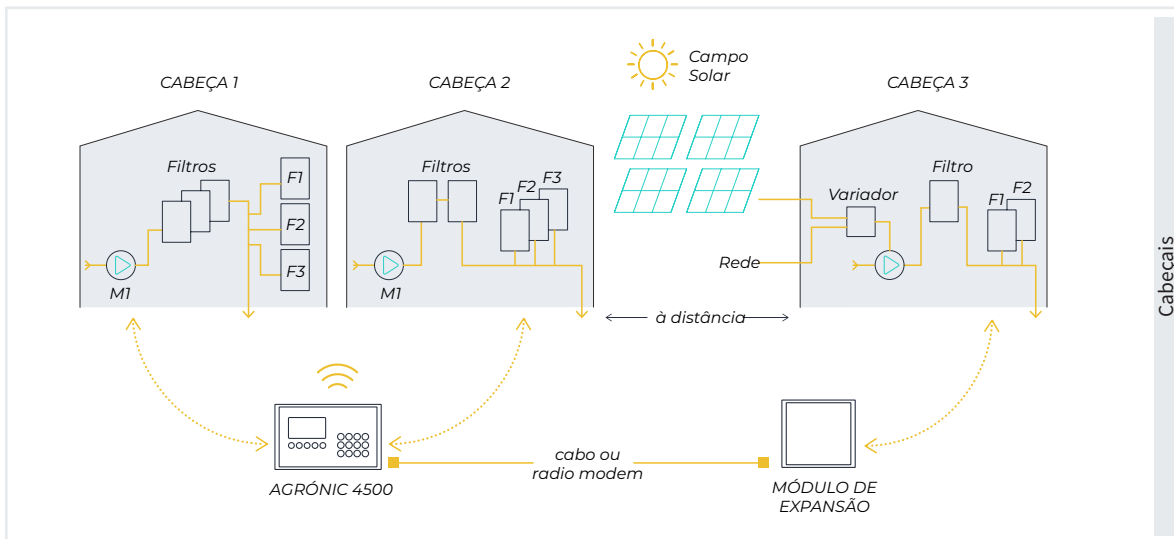 Campo
Solar
CABEÇA 1
CABEÇA 2
CABEÇA 3
Filtros
F1
F2
F3
M1
Filtros
F1
F2
F3
M1
Variador
Filtro
F1
F2
Rede
à distância
cabo ou
radio modem
AGRÓNIC 4500
MÓDULO DE
EXPANSÃO
Cabeçais